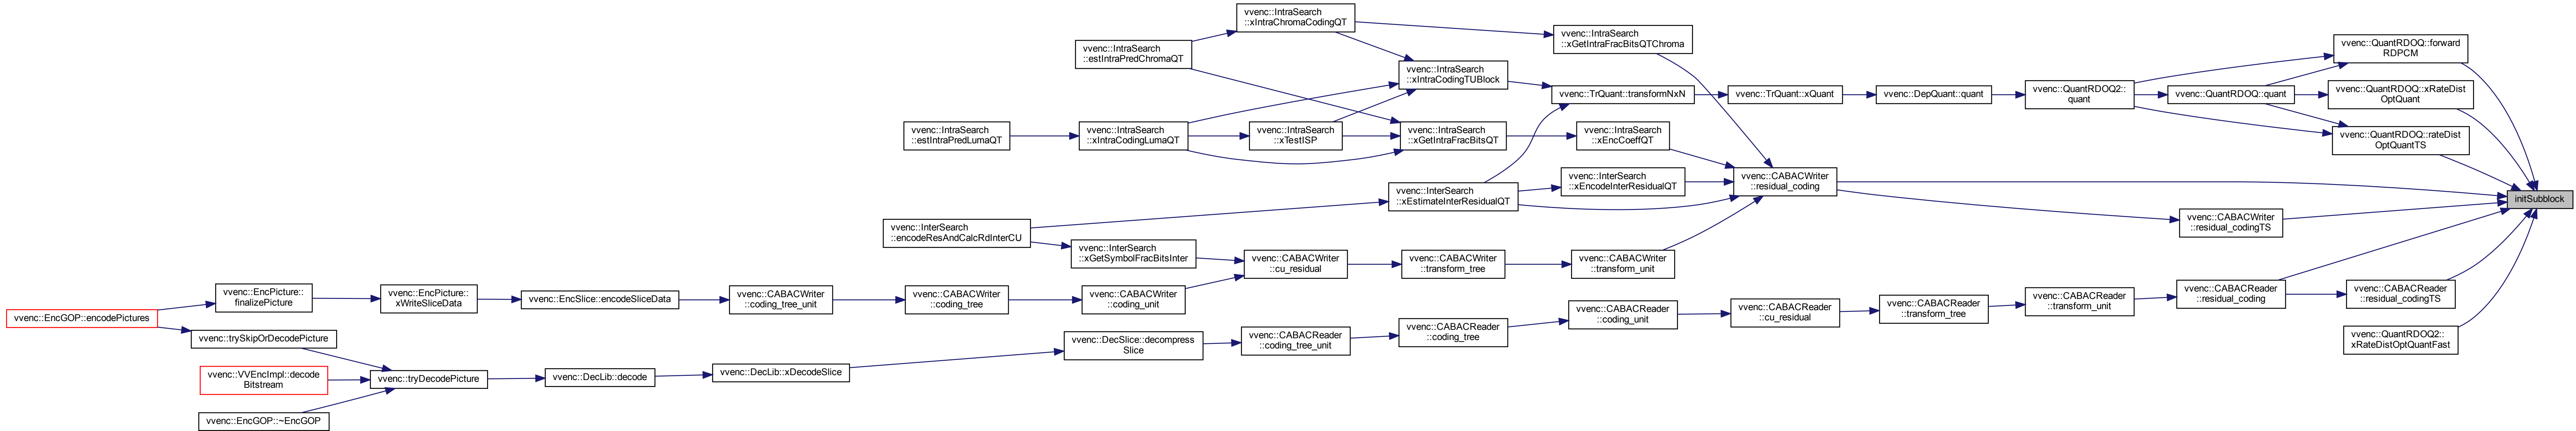 vvenc::IntraSearch
::xIntraChromaCodingQT
vvenc::IntraSearch
::xGetIntraFracBitsQTChroma
vvenc::IntraSearch
::estIntraPredChromaQT
vvenc::IntraSearch
::xIntraCodingTUBlock
vvenc::QuantRDOQ::forward
RDPCM
vvenc::TrQuant::transformNxN
vvenc::TrQuant::xQuant
vvenc::DepQuant::quant
vvenc::QuantRDOQ2::
quant
vvenc::QuantRDOQ::quant
vvenc::QuantRDOQ::xRateDist
OptQuant
vvenc::IntraSearch
::estIntraPredLumaQT
vvenc::IntraSearch
::xIntraCodingLumaQT
vvenc::IntraSearch
::xTestISP
vvenc::IntraSearch
::xGetIntraFracBitsQT
vvenc::IntraSearch
::xEncCoeffQT
vvenc::QuantRDOQ::rateDist
OptQuantTS
vvenc::InterSearch
::xEstimateInterResidualQT
vvenc::InterSearch
::xEncodeInterResidualQT
vvenc::CABACWriter
::residual_coding
initSubblock
vvenc::InterSearch
::encodeResAndCalcRdInterCU
vvenc::CABACWriter
::residual_codingTS
vvenc::InterSearch
::xGetSymbolFracBitsInter
vvenc::CABACWriter
::cu_residual
vvenc::CABACWriter
::transform_tree
vvenc::CABACWriter
::transform_unit
vvenc::EncGOP::encodePictures
vvenc::EncPicture::
finalizePicture
vvenc::EncPicture::
xWriteSliceData
vvenc::EncSlice::encodeSliceData
vvenc::CABACWriter
::coding_tree_unit
vvenc::CABACWriter
::coding_tree
vvenc::CABACWriter
::coding_unit
vvenc::CABACReader
::coding_unit
vvenc::CABACReader
::cu_residual
vvenc::CABACReader
::transform_tree
vvenc::CABACReader
::transform_unit
vvenc::CABACReader
::residual_coding
vvenc::CABACReader
::residual_codingTS
vvenc::trySkipOrDecodePicture
vvenc::DecSlice::decompress
Slice
vvenc::CABACReader
::coding_tree_unit
vvenc::CABACReader
::coding_tree
vvenc::QuantRDOQ2::
xRateDistOptQuantFast
vvenc::VVEncImpl::decode
Bitstream
vvenc::tryDecodePicture
vvenc::DecLib::decode
vvenc::DecLib::xDecodeSlice
vvenc::EncGOP::~EncGOP